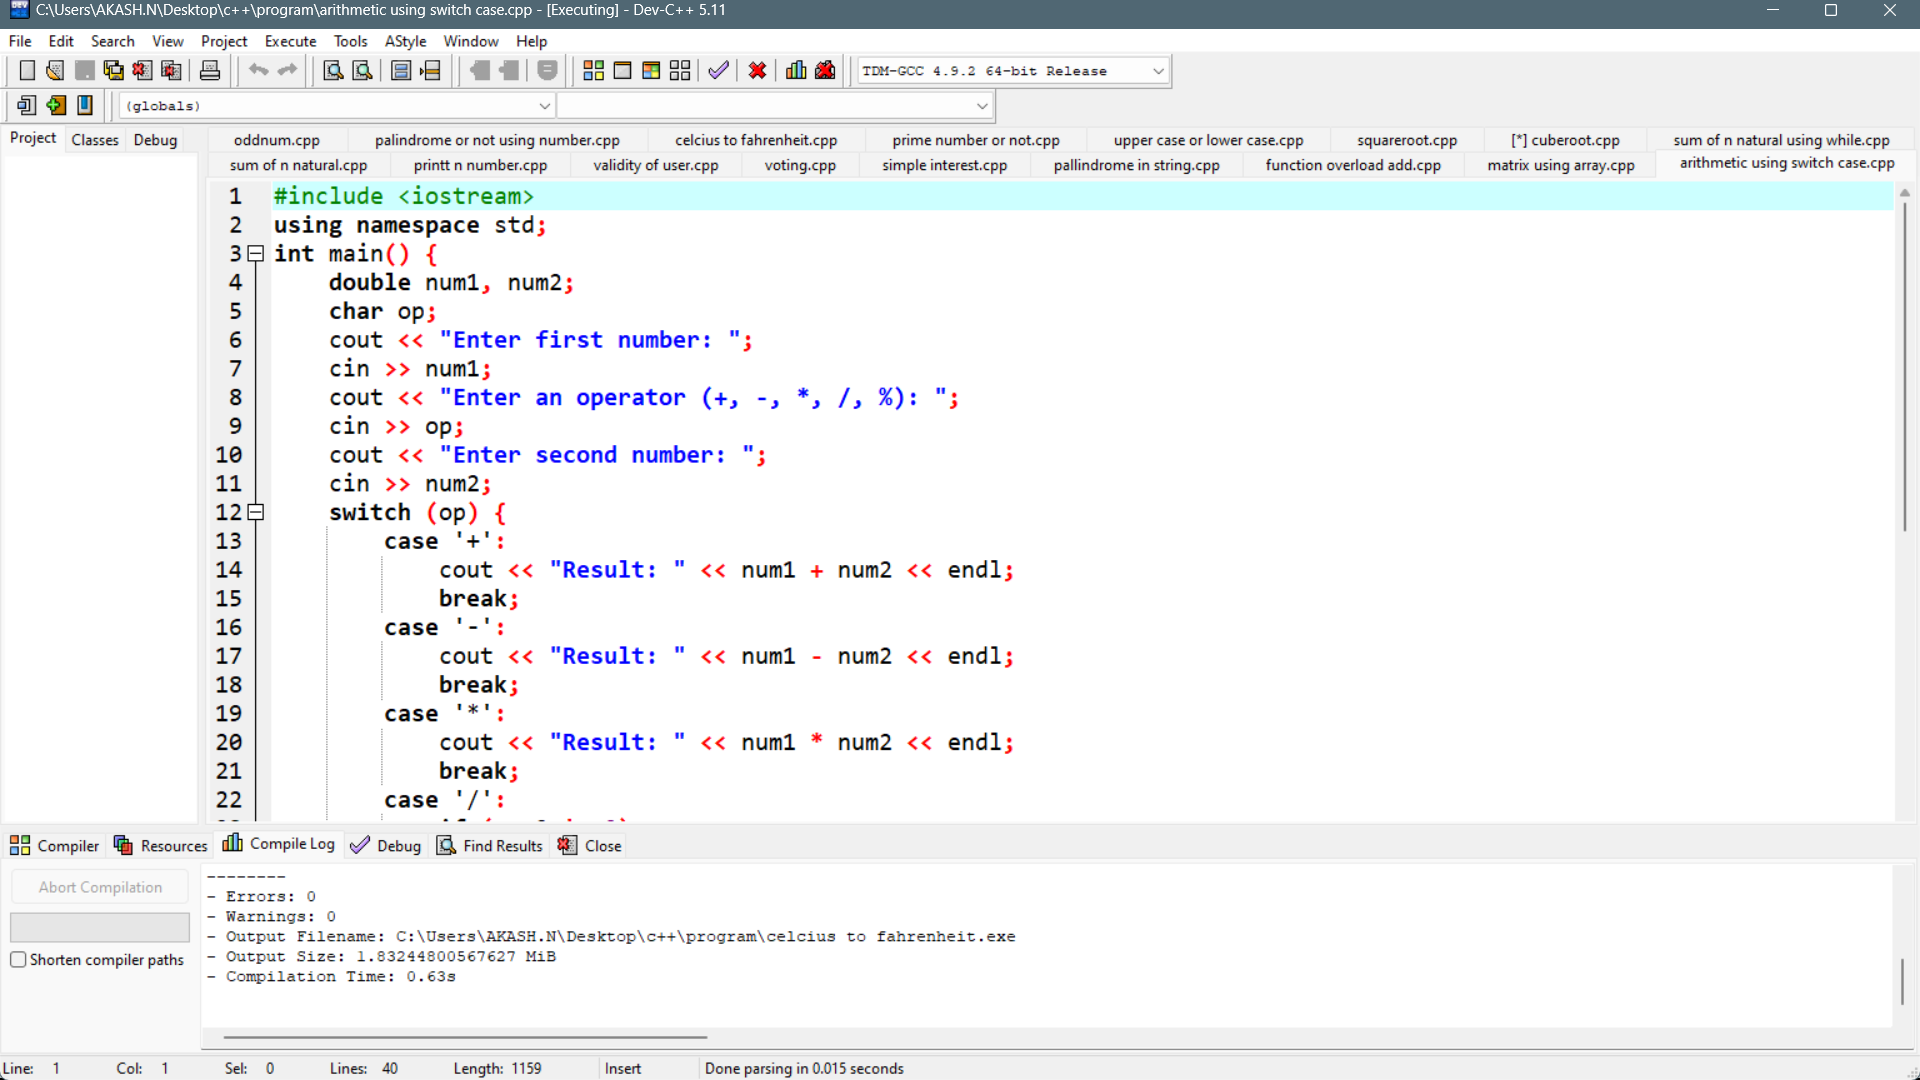 C:\Users\AKASH.N\Desktop\c++\program\arithmetic using switch case.cpp - [Executing] - Dev-C++ 5.11
File Edit Search View Project Execute Tools AStyle Window Help
TDM-GCC 4.9.2 64-bit Release
(globals)
Project Classes Debug
oddnum.cpp palindrome or not using number.cpp celcius to fahrenheit.cpp prime number or not.cpp upper case or lower case.cpp squareroot.cpp [*] cuberoot.cpp sum of n natural using while.cpp
sum of n natural.cpp printt n number.cpp validity of user.cpp voting.cpp simple interest.cpp pallindrome in string.cpp function overload add.cpp matrix using array.cpp arithmetic using switch case.cpp
1 #include <iostream>
2 using namespace std;
3 int main() {
4 double num1, num2;
5 char op;
6 cout << "Enter first number: ";
7 cin >> num1;
8 cout << "Enter an operator (+, -, *, /, %): ";
9 cin >> op;
10 cout << "Enter second number: ";
11 cin >> num2;
12 switch (op) {
13 case '+':
14 cout << "Result: " << num1 + num2 << endl;
15 break;
16 case '-':
17 cout << "Result: " << num1 - num2 << endl;
18 break;
19 case '*':
20 cout << "Result: " << num1 * num2 << endl;
21 break;
22 case '/':
Compiler Resources Compile Log Debug Find Results Close
Abort Compilation
Shorten compiler paths
--------
- Errors: 0
- Warnings: 0
- Output Filename: C:\Users\AKASH.N\Desktop\c++\program\celcius to fahrenheit.exe
- Output Size: 1.83244800567627 MiB
- Compilation Time: 0.63s
Line: 1 Col: 1 Sel: 0 Lines: 40 Length: 1159 Insert Done parsing in 0.015 seconds